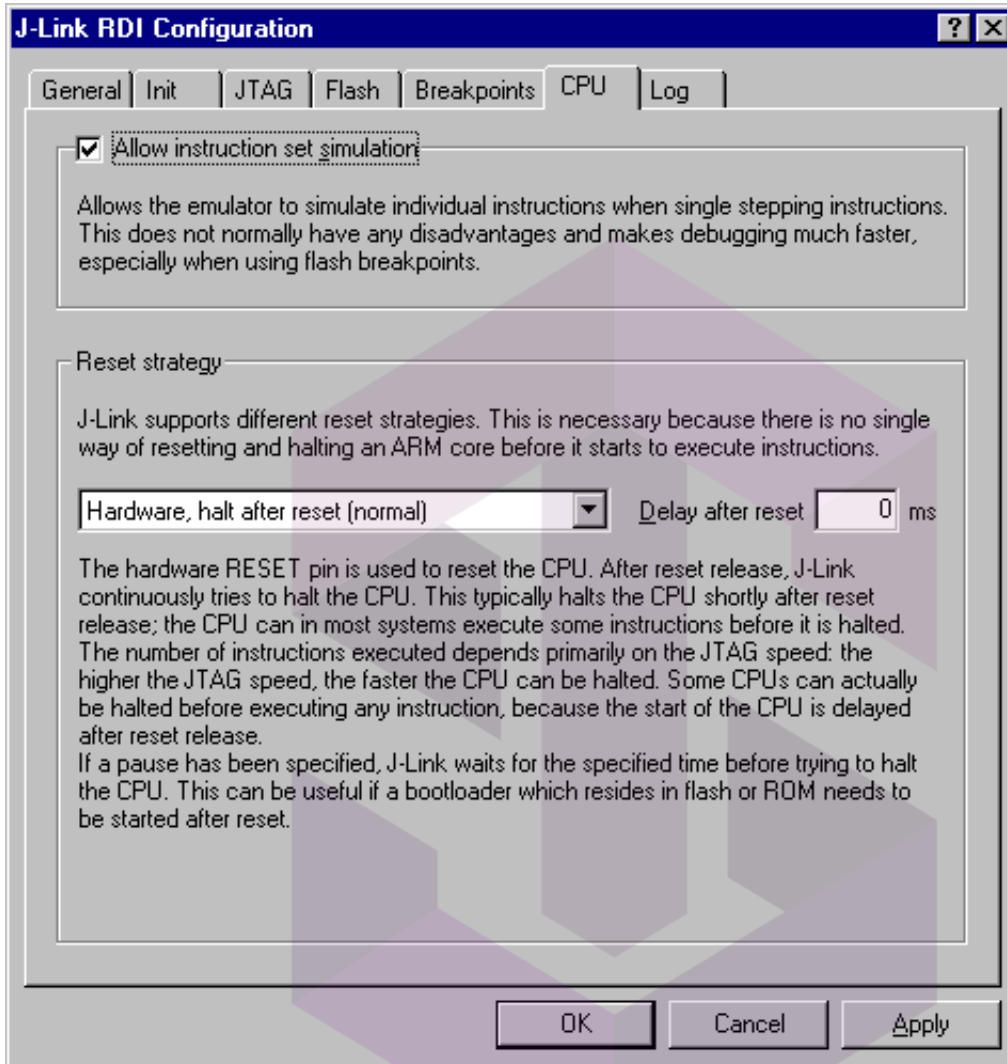 J-Link RDI Configuration
General Init JTAG Flash Breakpoints CPU Log
Allow instruction set simulation
Allows the emulator to simulate individual instructions when single stepping instructions.
This does not normally have any disadvantages and makes debugging much faster,
especially when using flash breakpoints.
Reset strategy
J-Link supports different reset strategies. This is necessary because there is no single
way of resetting and halting an ARM core before it starts to execute instructions.
Hardware, halt after reset (normal) Delay after reset 0 ms
The hardware RESET pin is used to reset the CPU. After reset release, J-Link
continuously tries to halt the CPU. This typically halts the CPU shortly after reset
release; the CPU can in most systems execute some instructions before it is halted.
The number of instructions executed depends primarily on the JTAG speed: the
higher the JTAG speed, the faster the CPU can be halted. Some CPUs can actually
be halted before executing any instruction, because the start of the CPU is delayed
after reset release.
If a pause has been specified, J-Link waits for the specified time before trying to halt
the CPU. This can be useful if a bootloader which resides in flash or ROM needs to
be started after reset.
OK Cancel Apply